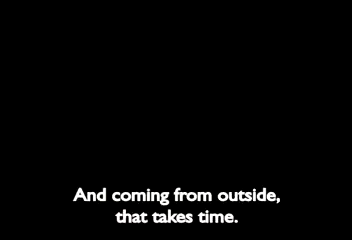 And coming from outside,
that takes time.